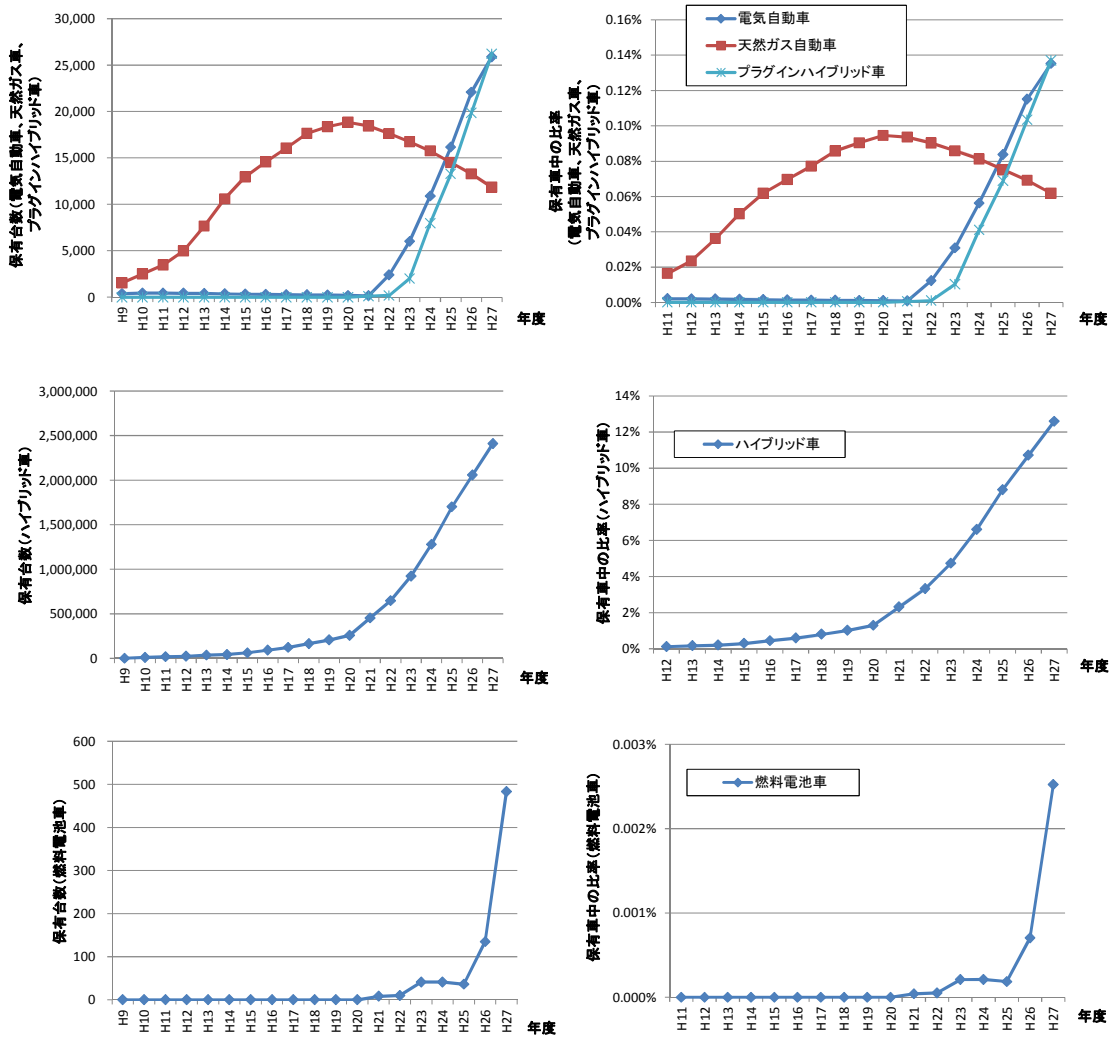 保有台数(電気自動車、天然ガス車、
プラグインハイブリッド車)
30,000
25,000
20,000
15,000
10,000
5,000
0
H9 H10 H11 H12 H13 H14 H15 H16 H17 H18 H19 H20 H21 H22 H23 H24 H25 H26 H27
年度
保有車中の比率
(電気自動車、天然ガス車、
プラグインハイブリッド車)
0.16%
0.14%
0.12%
0.10%
0.08%
0.06%
0.04%
0.02%
0.00%
電気自動車
天然ガス自動車
プラグインハイブリッド車
H11 H12 H13 H14 H15 H16 H17 H18 H19 H20 H21 H22 H23 H24 H25 H26 H27
年度
保有台数(ハイブリッド車)
3,000,000
2,500,000
2,000,000
1,500,000
1,000,000
500,000
0
H9 H10 H11 H12 H13 H14 H15 H16 H17 H18 H19 H20 H21 H22 H23 H24 H25 H26 H27
年度
保有車中の比率(ハイブリッド車)
14%
12%
10%
8%
6%
4%
2%
0%
ハイブリッド車
H12 H13 H14 H15 H16 H17 H18 H19 H20 H21 H22 H23 H24 H25 H26 H27
年度
保有台数(燃料電池車)
600
500
400
300
200
100
0
H9 H10 H11 H12 H13 H14 H15 H16 H17 H18 H19 H20 H21 H22 H23 H24 H25 H26 H27
年度
保有車中の比率(燃料電池車)
0.003%
0.002%
0.001%
0.000%
燃料電池車
H11 H12 H13 H14 H15 H16 H17 H18 H19 H20 H21 H22 H23 H24 H25 H26 H27
年度